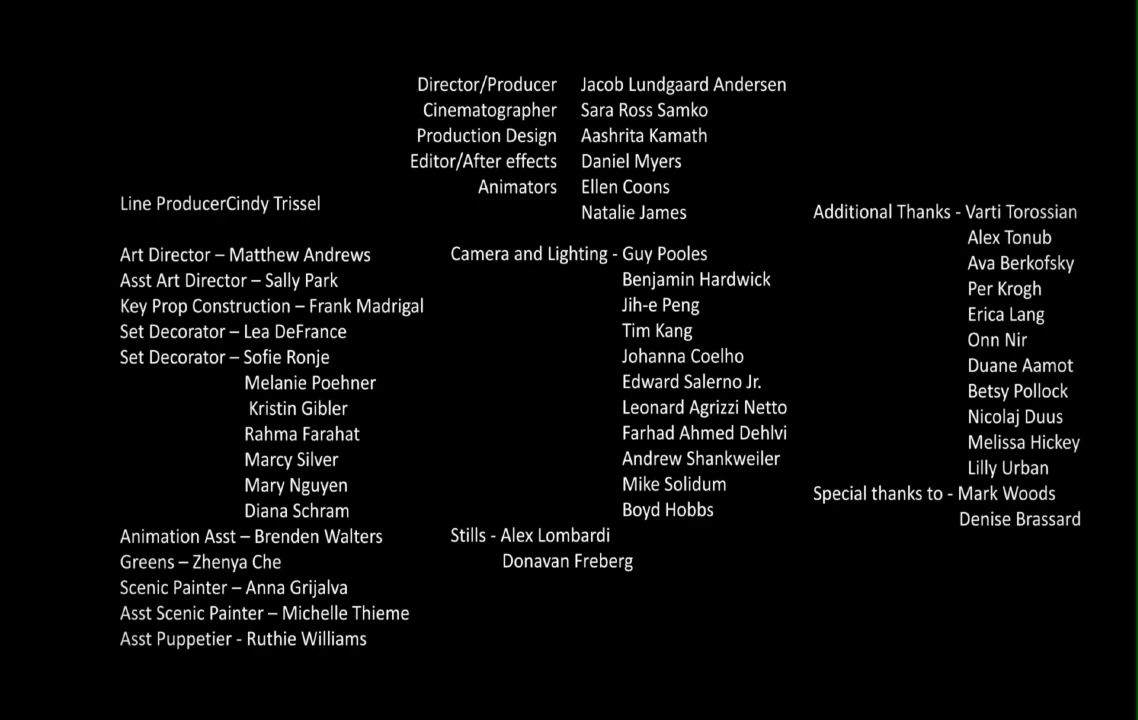 Director/Producer Jacob Lundgaard Andersen
Cinematographer Sara Ross Samko
Production Design Aashrita Kamath
Editor/After effects Daniel Myers
Animators Ellen Coons
Natalie James
Line ProducerCindy Trissel
Art Director – Matthew Andrews
Asst Art Director – Sally Park
Key Prop Construction – Frank Madrigal
Set Decorator – Lea DeFrance
Set Decorator – Sofie Ronje
Melanie Poehner
Kristin Gibler
Rahma Farahat
Marcy Silver
Mary Nguyen
Diana Schram
Animation Asst – Brenden Walters
Greens – Zhenya Che
Scenic Painter – Anna Grijalva
Asst Scenic Painter – Michelle Thieme
Asst Puppetier - Ruthie Williams
Camera and Lighting - Guy Pooles
Benjamin Hardwick
Jih-e Peng
Tim Kang
Johanna Coelho
Edward Salerno Jr.
Leonard Agrizzi Netto
Farhad Ahmed Dehlvi
Andrew Shankweiler
Mike Solidum
Boyd Hobbs
Stills - Alex Lombardi
Donavan Freberg
Additional Thanks - Varti Torossian
Alex Tonub
Ava Berkofsky
Per Krogh
Erica Lang
Onn Nir
Duane Aamot
Betsy Pollock
Nicolaj Duus
Melissa Hickey
Lilly Urban
Special thanks to - Mark Woods
Denise Brassard